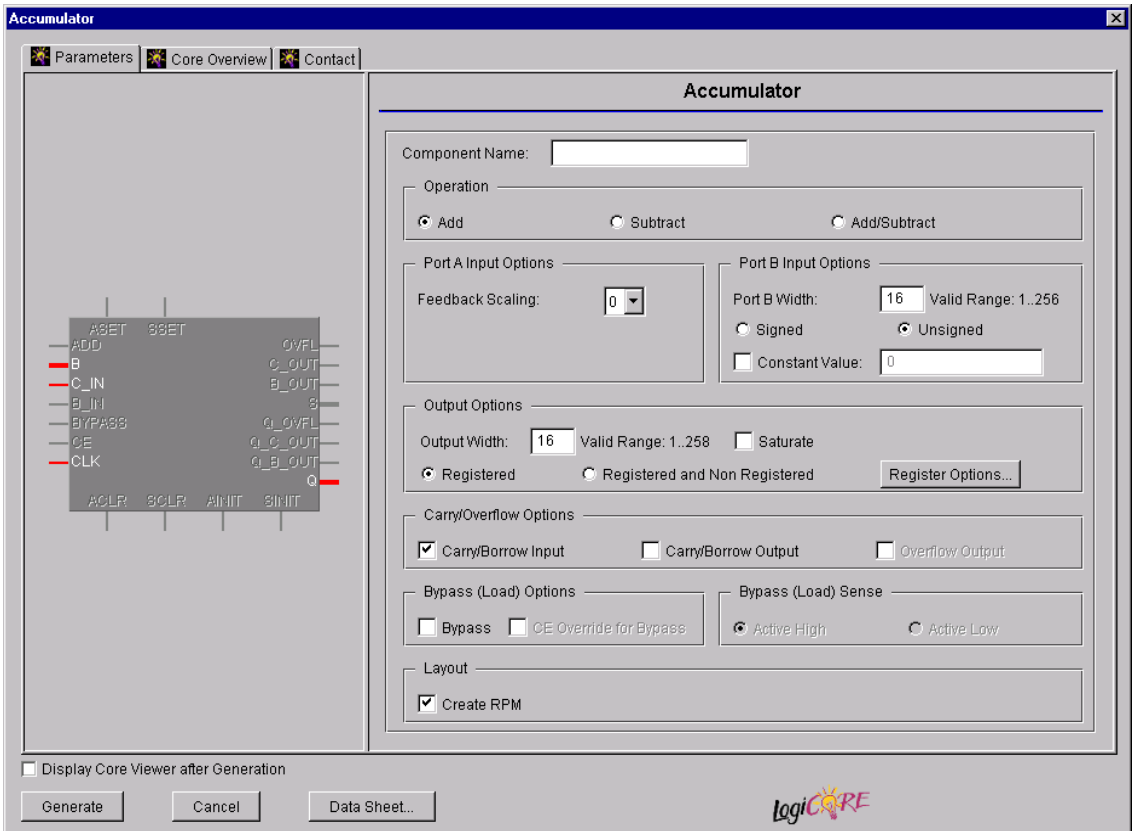 Accumulator
Parameters Core Overview Contact
Accumulator
Component Name:
Operation
Add Subtract Add/Subtract
Port A Input Options
Feedback Scaling: 0
Port B Input Options
Port B Width: 16 Valid Range: 1..256
Signed Unsigned
Constant Value: 0
Output Options
Output Width: 16 Valid Range: 1..258 Saturate
Registered Registered and Non Registered Register Options...
Carry/Overflow Options
Carry/Borrow Input Carry/Borrow Output Overflow Output
Bypass (Load) Options
Bypass CE Override for Bypass
Bypass (Load) Sense
Active High Active Low
Layout
Create RPM
ASET SSET
ADD OVFL
B C_OUT
C_IN B_OUT
B_IN S
BYPASS Q_OVFL
CE Q_C_OUT
CLK Q_B_OUT
Q
ACLR SCLR AINIT SINIT
Display Core Viewer after Generation
Generate Cancel Data Sheet...
LogiCORE